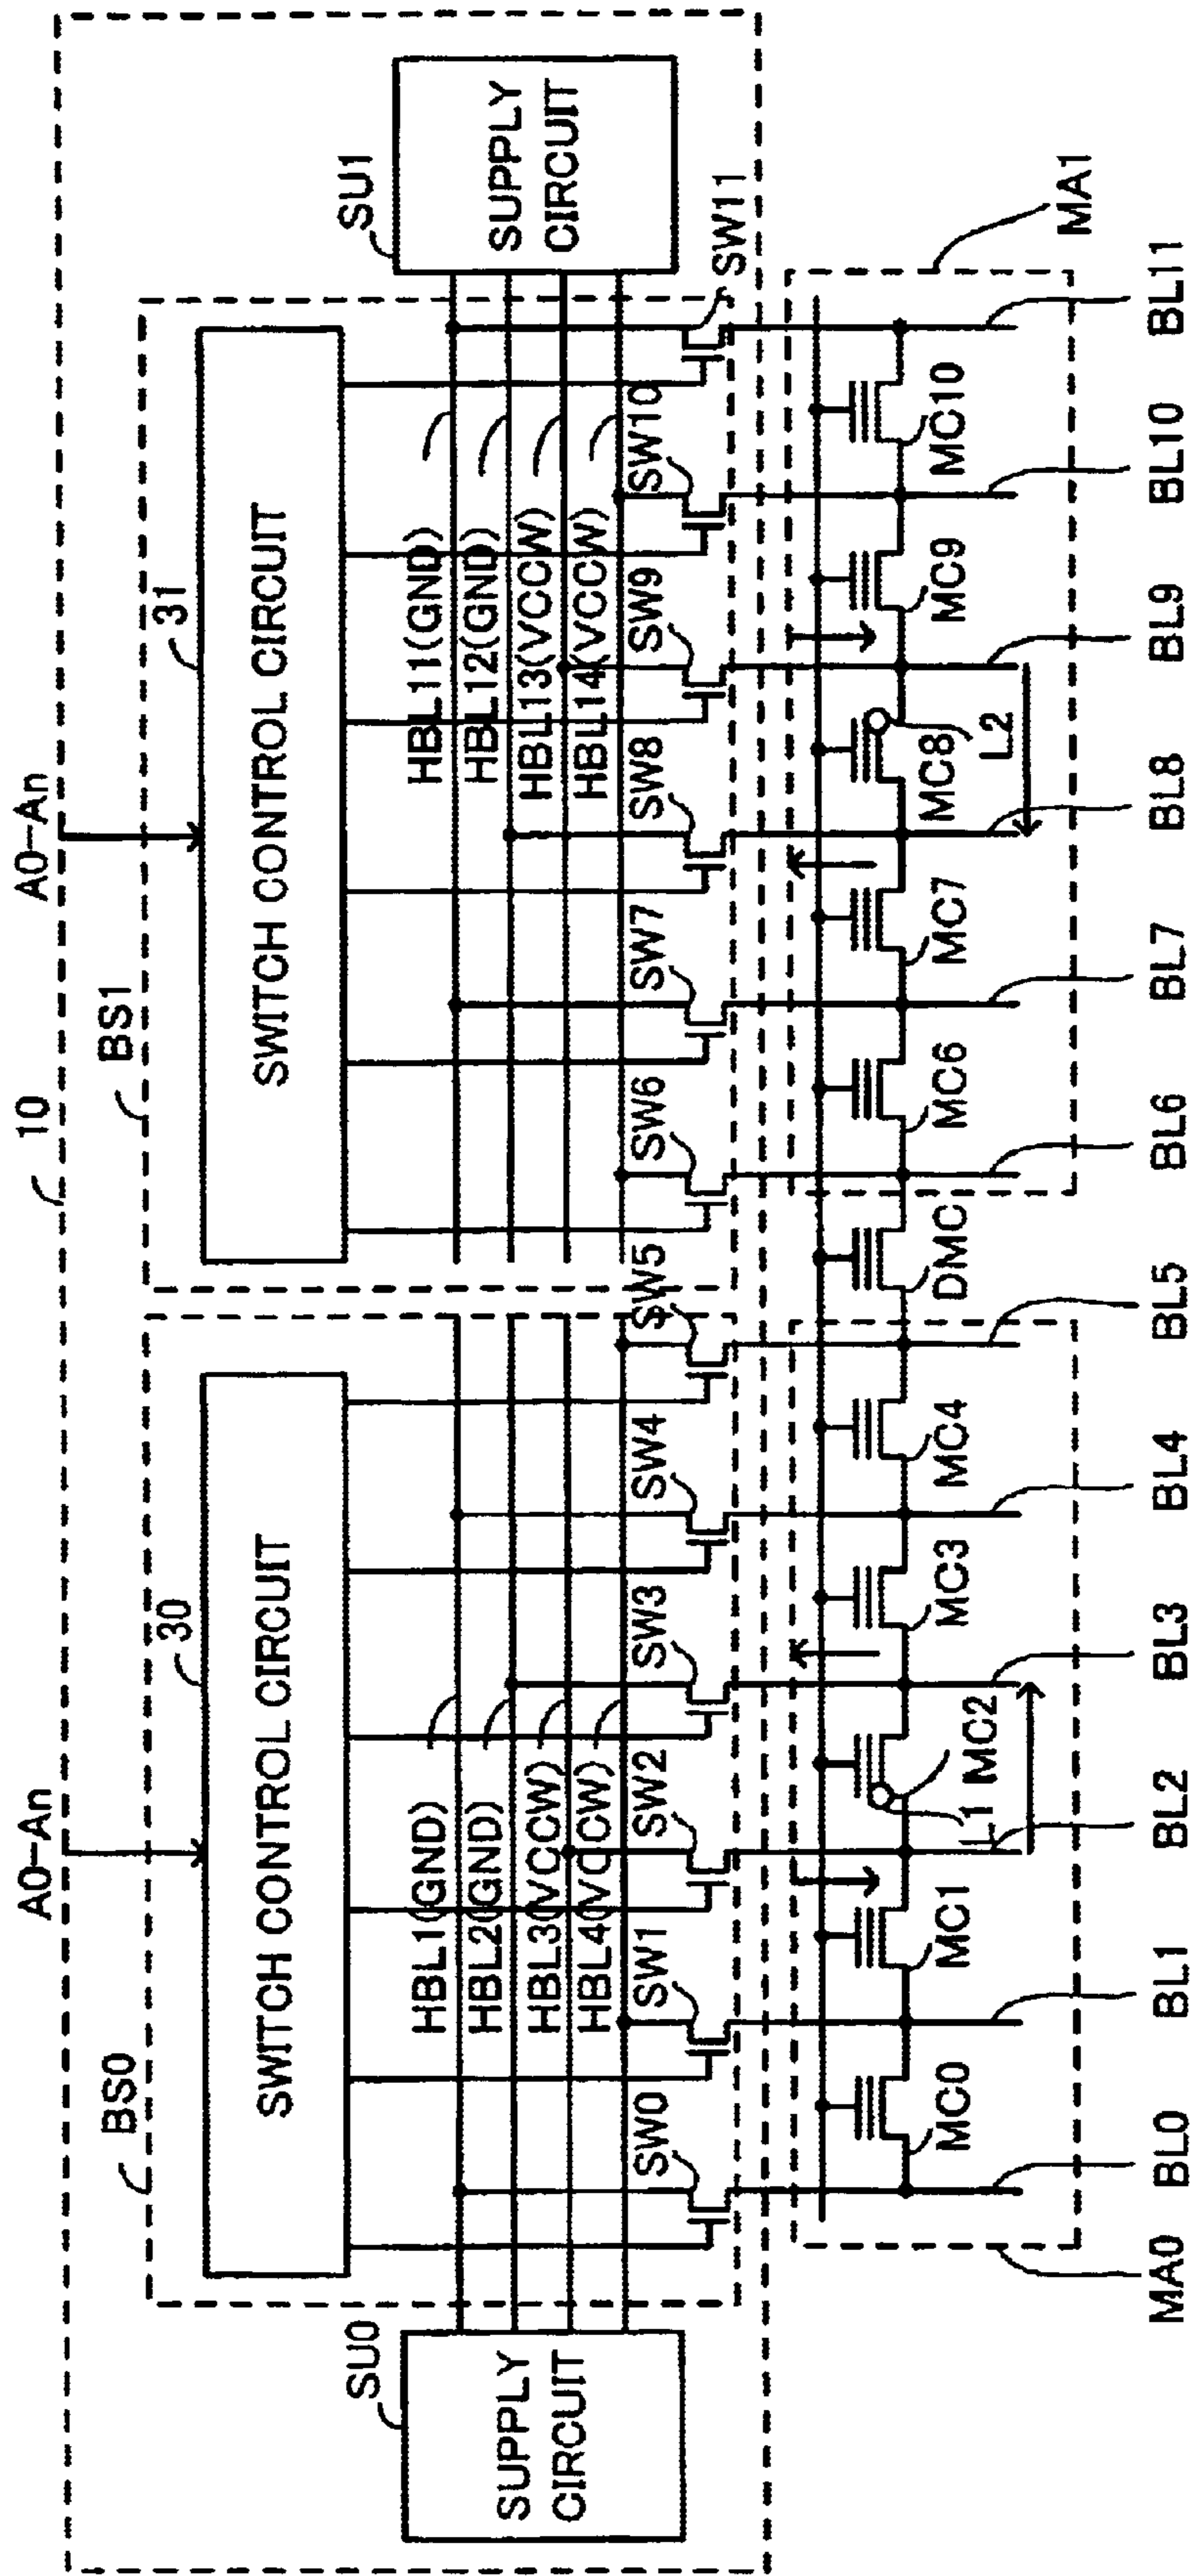 10
A0-An
A0-An
BS0
BS1
30
31
SWITCH CONTROL CIRCUIT
SWITCH CONTROL CIRCUIT
SU0
SUPPLY
CIRCUIT
SU1
SUPPLY
CIRCUIT
HBL1(GND)
HBL2(GND)
HBL3(VCCW)
HBL4(VCCW)
HBL11(GND)
HBL12(GND)
HBL13(VCCW)
HBL14(VCCW)
SW0
SW1
SW2
SW3
SW4
SW5
SW6
SW7
SW8
SW9
SW10
SW11
MC0
MC1
L1
MC2
MC3
MC4
DMC
MC6
MC7
MC8
L2
MC9
MC10
MA0
BL0
BL1
BL2
BL3
BL4
BL5
BL6
BL7
BL8
BL9
BL10
BL11
MA1